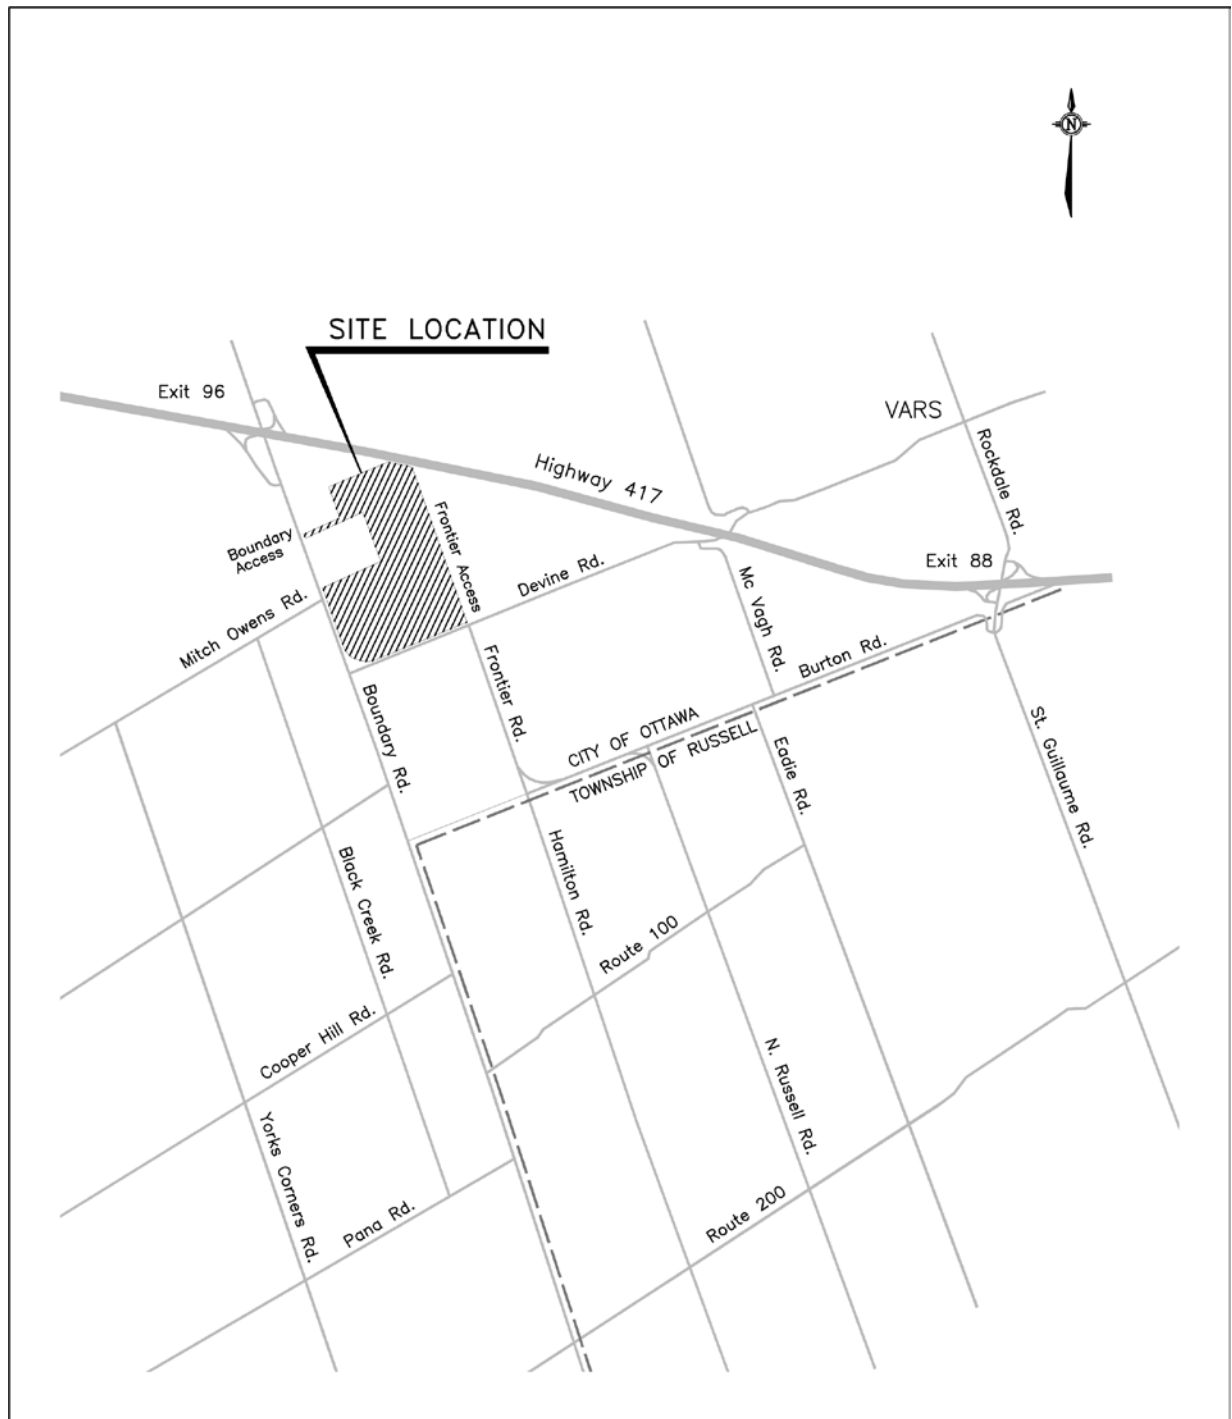 N
SITE LOCATION
Exit 96
VARS
Highway 417
Rockdale Rd.
Frontier Access
Boundary
Access
Exit 88
Devine Rd.
Mc Vagh Rd.
Mitch Owens Rd.
Burton Rd.
Frontier Rd.
Boundary Rd.
CITY OF OTTAWA
TOWNSHIP OF RUSSELL
St. Guillaume Rd.
Eadie Rd.
Hamilton Rd.
Black Creek Rd.
Route 100
Cooper Hill Rd.
N. Russell Rd.
Yorks Corners Rd.
Pana Rd.
Route 200